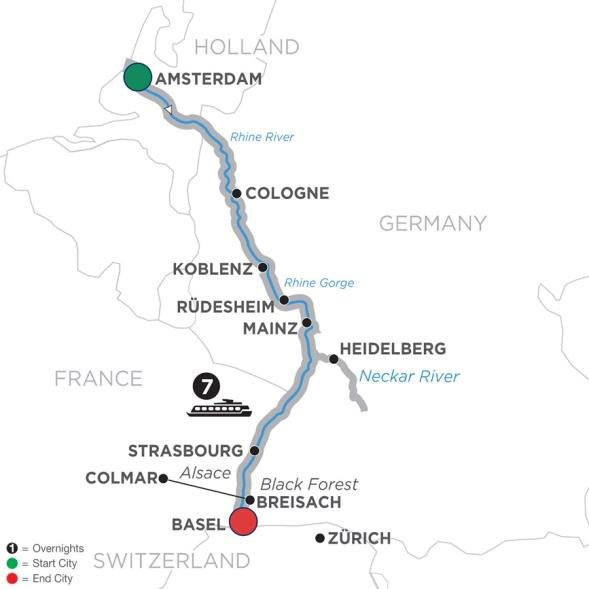 HOLLAND
AMSTERDAM
Rhine River
COLOGNE
GERMANY
KOBLENZ
Rhine Gorge
RÜDESHEIM
MAINZ
HEIDELBERG
FRANCE
Neckar River
7
STRASBOURG
COLMAR
Alsace
Black Forest
BREISACH
BASEL
ZÜRICH
SWITZERLAND
1 = Overnights
= Start City
= End City